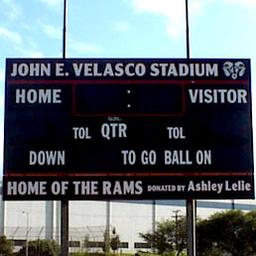 JOHN E. VELASCO STADIUM
HOME : VISITOR
TOL QTR TOL
DOWN TO GO BALL ON
HOME OF THE RAMS DONATED BY Ashley Lelie